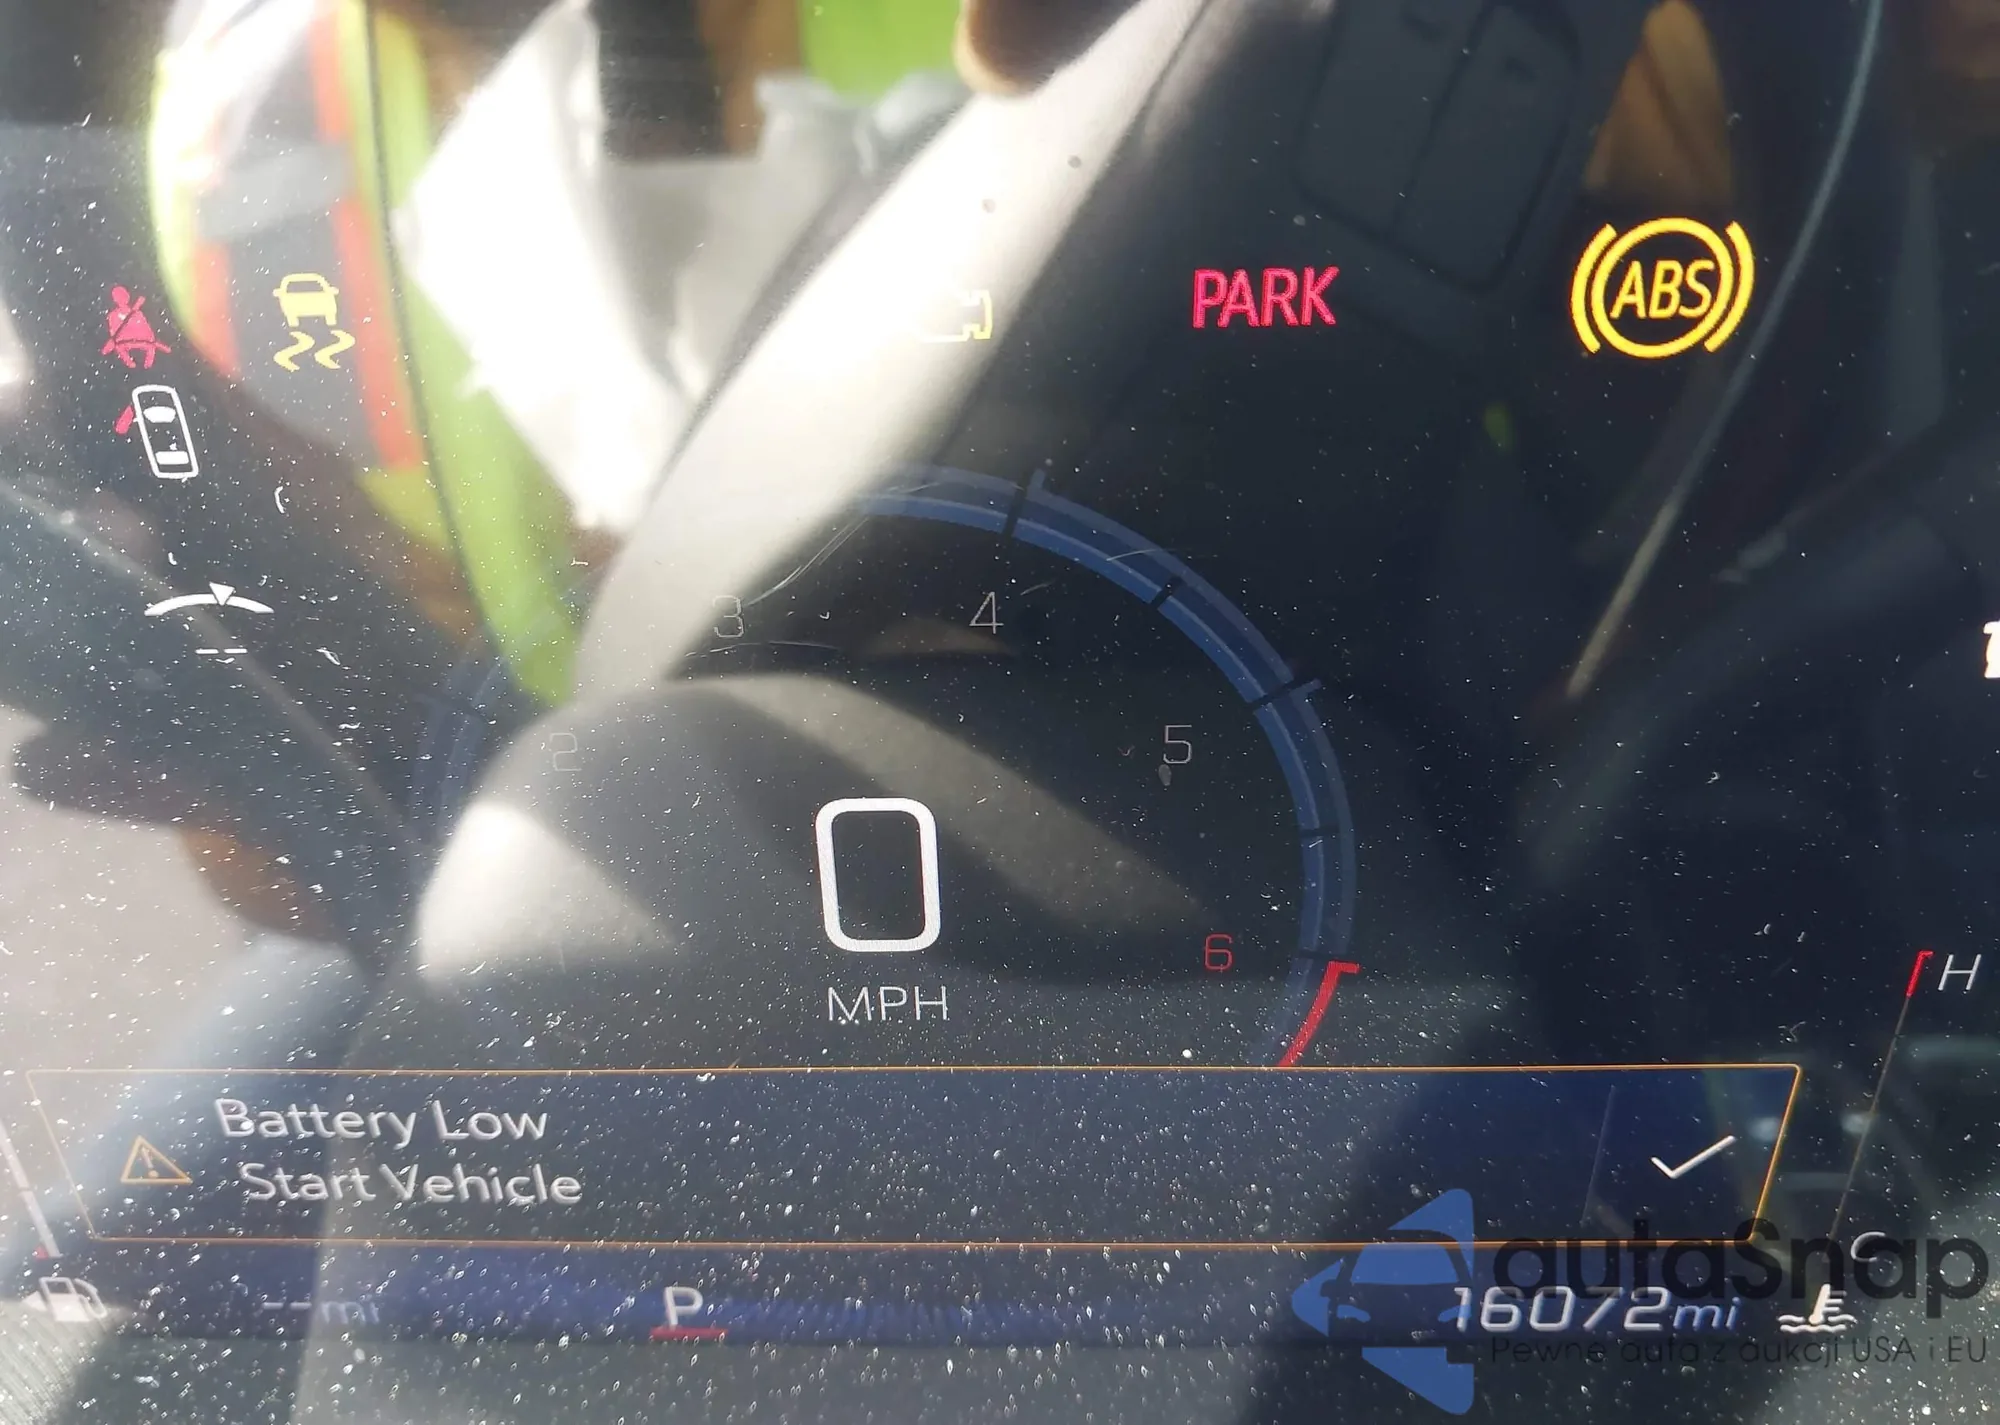 PARK
ABS
3
4
2
5
0
6
MPH
H
Battery Low
Start Vehicle
C
--mi
P
16072mi
autaSnap
Pewne auta z aukcji USA i EU